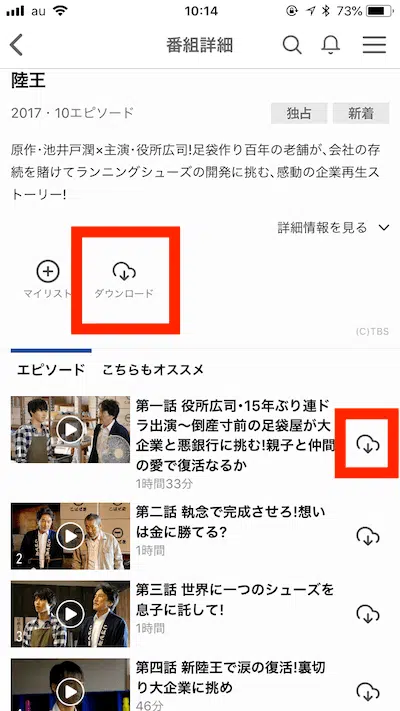 au 10:14 73%
番組詳細
陸王
2017・10エピソード 独占 新着
原作・池井戸潤×主演・役所広司!足袋作り百年の老舗が、会社の存
続を賭けてランニングシューズの開発に挑む、感動の企業再生ス
トーリー!
詳細情報を見る
マイリスト ダウンロード
(C)TBS
エピソード こちらもオススメ
第一話 役所広司・15年ぶり連ド
ラ出演〜倒産寸前の足袋屋が大
企業と悪銀行に挑む!親子と仲間
の愛で復活なるか
1時間33分
第二話 執念で完成させろ!想い
は金に勝てる?
1時間
2
第三話 世界に一つのシューズを
息子に託して!
1時間
3
第四話 新陸王で涙の復活!裏切
り大企業に挑め
46分